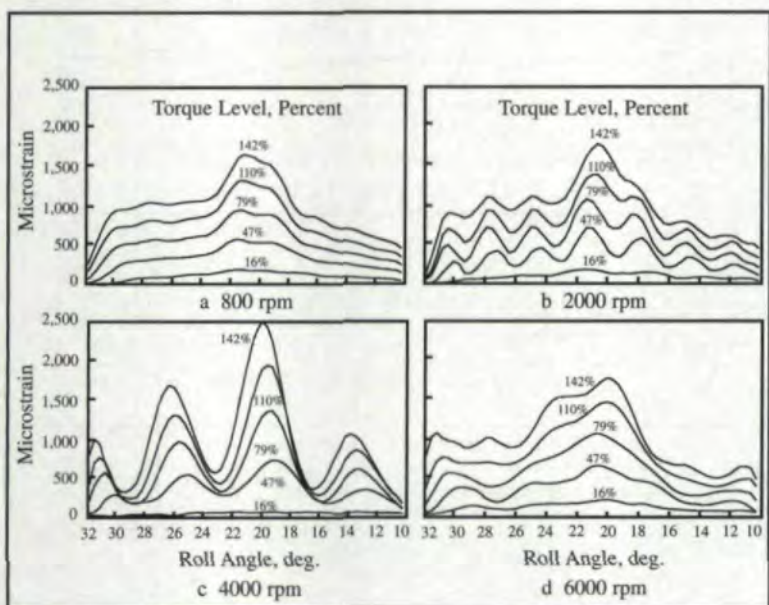 2,500
2,000
1,500
1,000
500
0
Microstrain
Torque Level, Percent
142%
110%
79%
47%
16%
a 800 rpm
Torque Level, Percent
142%
110%
79%
47%
16%
b 2000 rpm
2,500
2,000
1,500
1,000
500
0
Microstrain
142%
110%
79%
47%
16%
32 30 28 26 24 22 20 18 16 14 12 10
Roll Angle, deg.
c 4000 rpm
142%
110%
79%
47%
16%
32 30 28 26 24 22 20 18 16 14 12 10
Roll Angle, deg.
d 6000 rpm